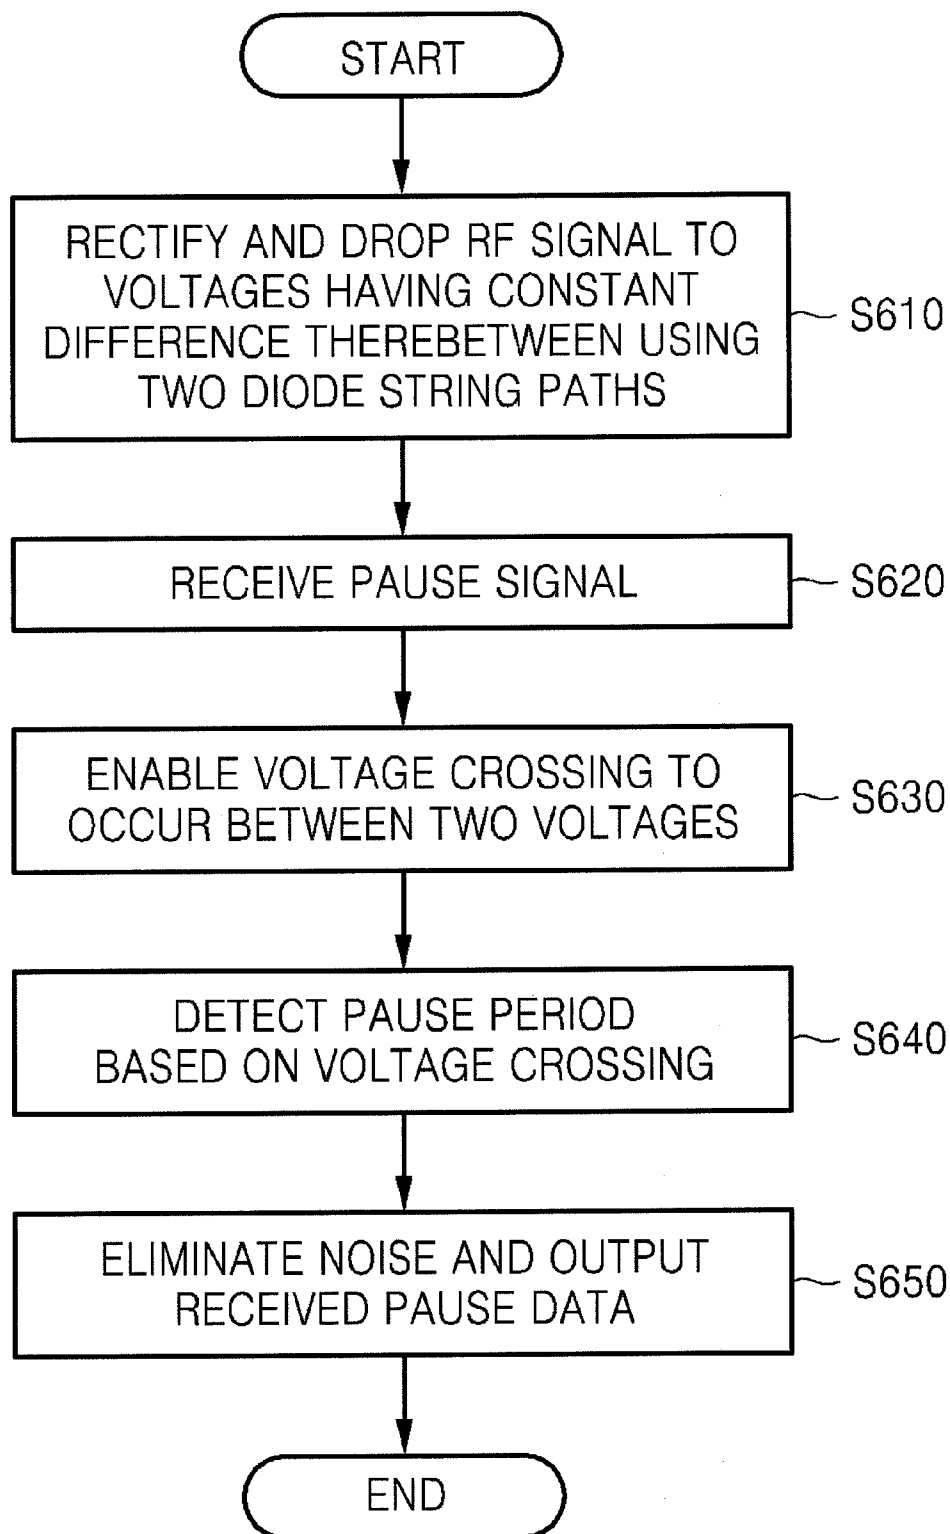 START
RECTIFY AND DROP RF SIGNAL TO
VOLTAGES HAVING CONSTANT
DIFFERENCE THEREBETWEEN USING
TWO DIODE STRING PATHS
S610
RECEIVE PAUSE SIGNAL
S620
ENABLE VOLTAGE CROSSING TO
OCCUR BETWEEN TWO VOLTAGES
S630
DETECT PAUSE PERIOD
BASED ON VOLTAGE CROSSING
S640
ELIMINATE NOISE AND OUTPUT
RECEIVED PAUSE DATA
S650
END